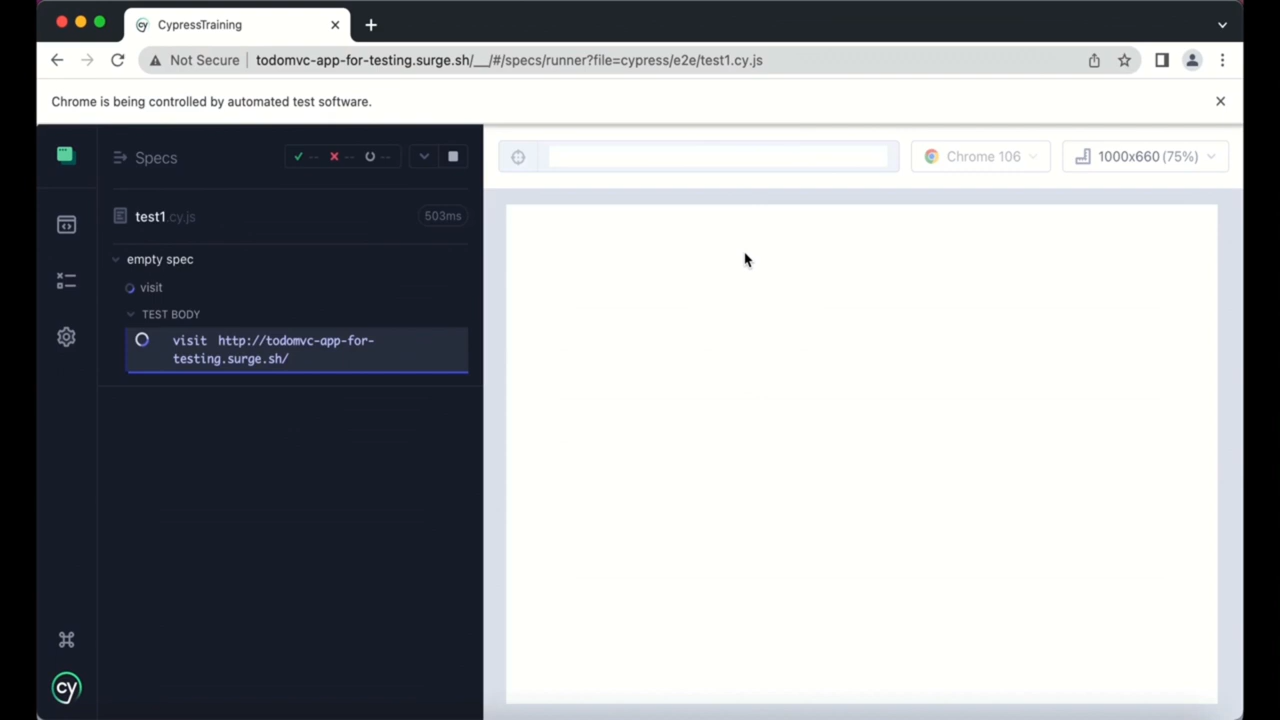 CypressTraining
Not Secure todomvc-app-for-testing.surge.sh/__/#/specs/runner?file=cypress/e2e/test1.cy.js
Chrome is being controlled by automated test software.
Specs -- -- --
Chrome 106
1000x660 (75%)
test1.cy.js 503ms
empty spec
visit
TEST BODY
visit http://todomvc-app-for-
testing.surge.sh/
cy